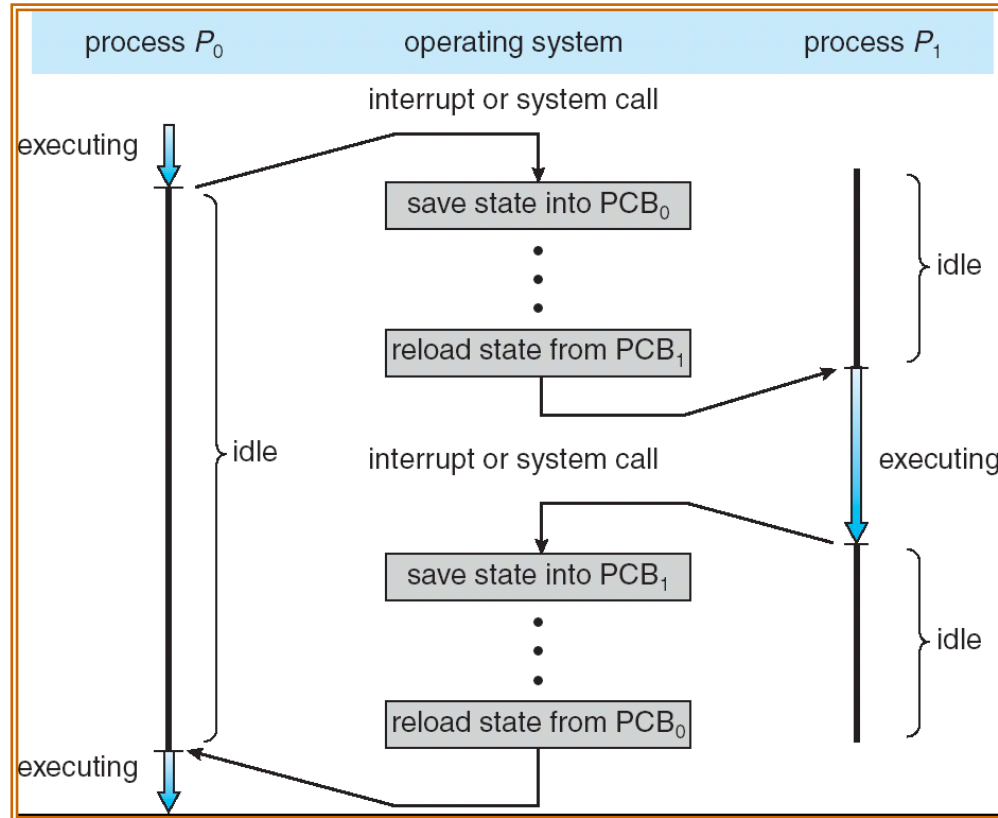 process P₀ operating system process P₁
interrupt or system call
executing
save state into PCB₀
idle
reload state from PCB₁
idle
interrupt or system call
executing
save state into PCB₁
idle
reload state from PCB₀
executing